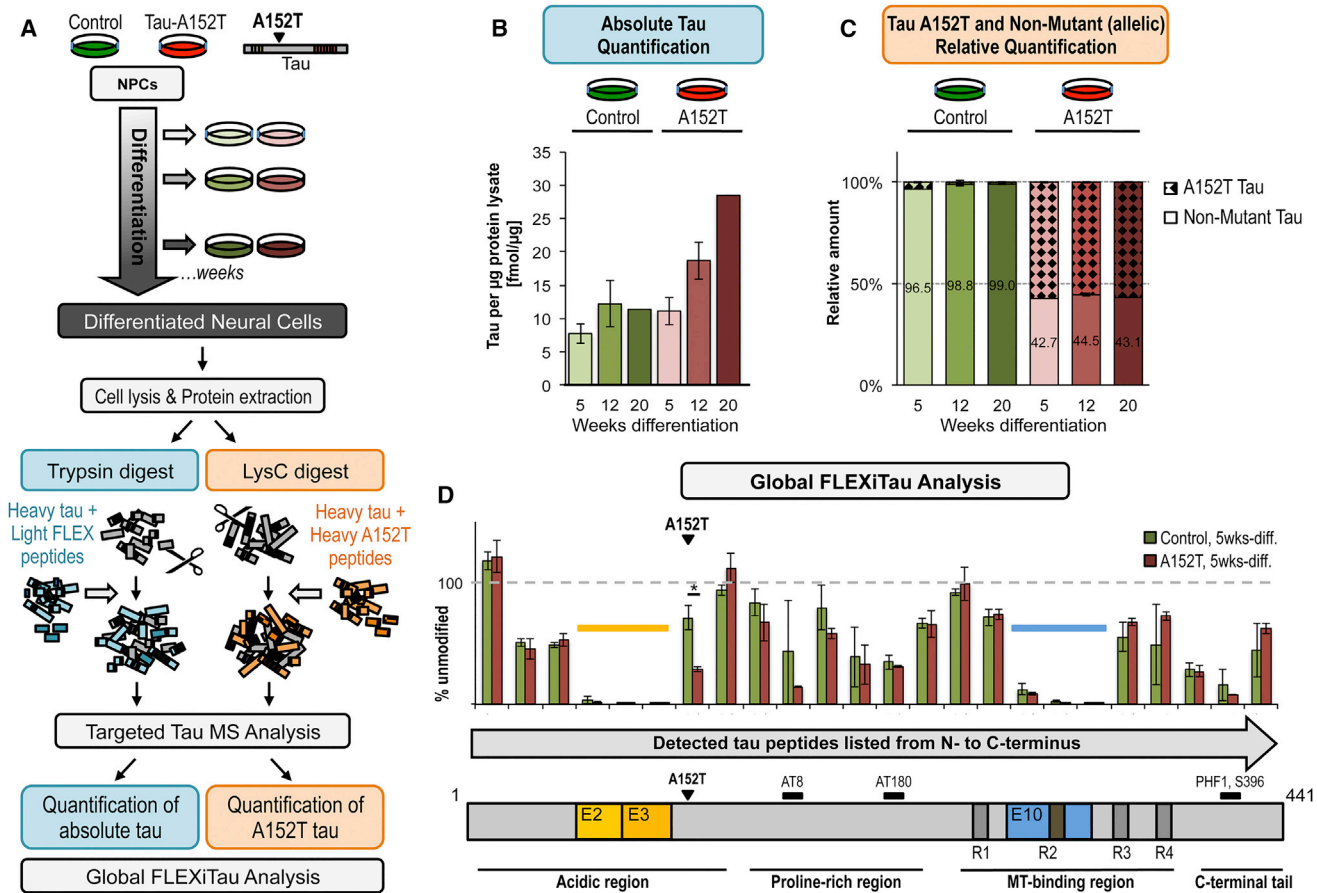 A
Control
Tau-A152T
A152T
Tau
NPCs
Differentiation
...weeks
Differentiated Neural Cells
Cell lysis & Protein extraction
Trypsin digest
LysC digest
Heavy tau +
Light FLEX
peptides
Heavy tau +
Heavy A152T
peptides
Targeted Tau MS Analysis
Quantification of
absolute tau
Quantification of
A152T tau
Global FLEXiTau Analysis
B
Absolute Tau
Quantification
Control
A152T
Tau per µg protein lysate
[fmol/µg]
35
30
25
20
15
10
5
0
5 12 20 5 12 20
Weeks differentiation
C
Tau A152T and Non-Mutant (allelic)
Relative Quantification
Control
A152T
Relative amount
100%
50%
0%
96.5 98.8 99.0 42.7 44.5 43.1
A152T Tau
Non-Mutant Tau
5 12 20 5 12 20
Weeks differentiation
D
Global FLEXiTau Analysis
A152T
Control, 5wks-diff.
A152T, 5wks-diff.
% unmodified
100
*
Detected tau peptides listed from N- to C-terminus
1
A152T
AT8
AT180
PHF1, S396
441
E2
E3
E10
R1
R2
R3
R4
Acidic region
Proline-rich region
MT-binding region
C-terminal tail